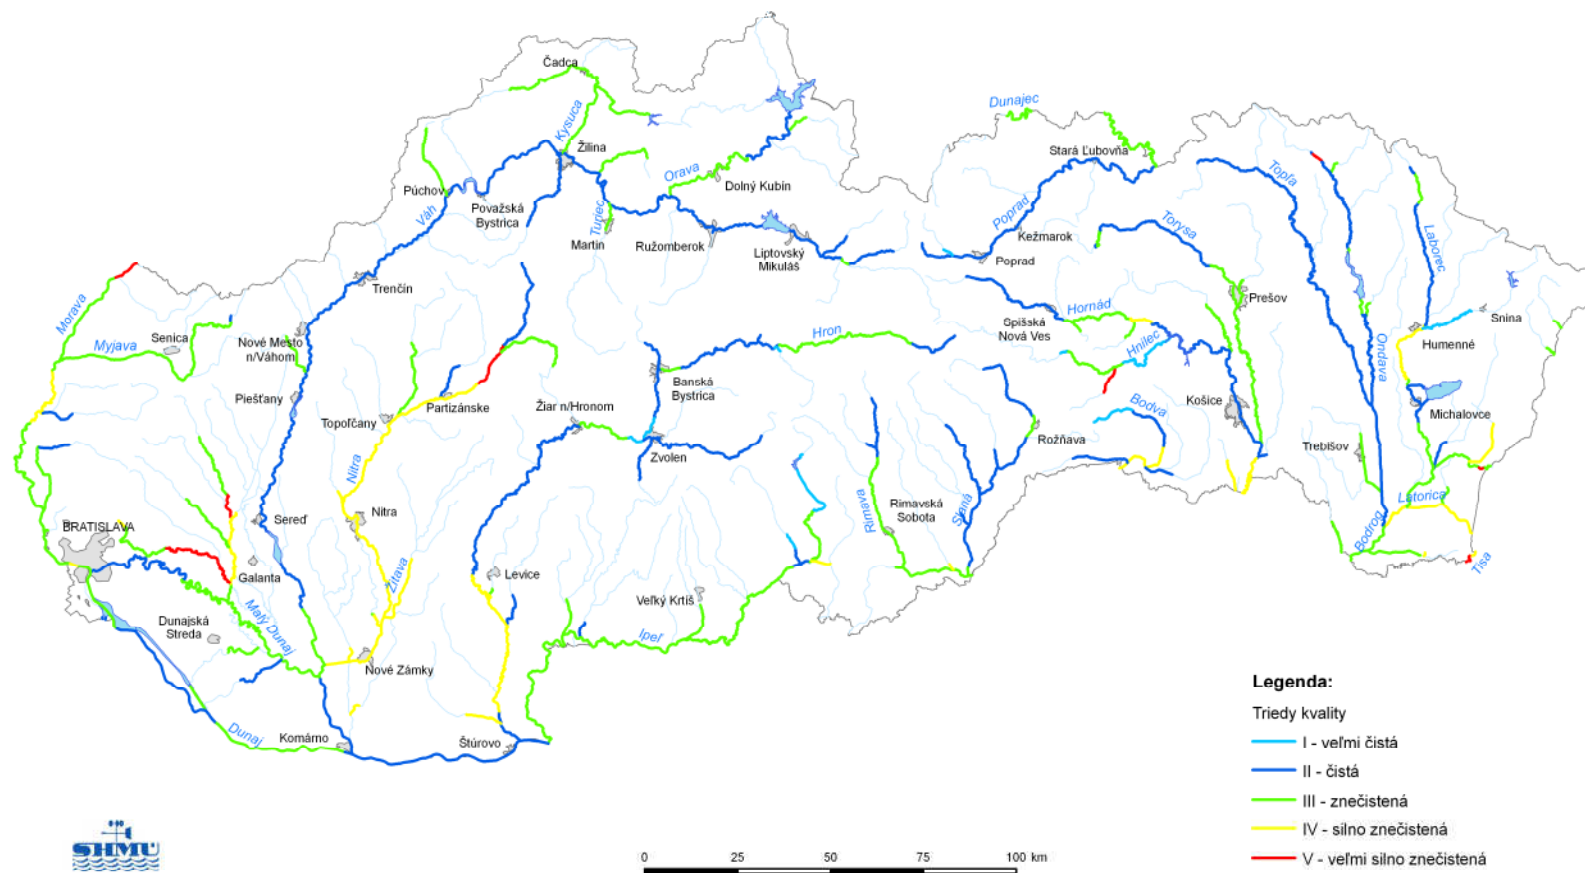 Čadca
Dunajec
Kysuca
Žilina
Stará Ľubovňa
Topľa
Orava
Dolný Kubín
Púchov
Považská
Bystrica
Váh
Turiec
Martin
Ružomberok
Liptovský
Mikuláš
Poprad
Kežmarok
Poprad
Torysa
Laborec
Trenčín
Morava
Myjava
Senica
Nové Mesto
n/Váhom
Hron
Hornád
Spišská
Nová Ves
Hnilec
Prešov
Ondava
Snina
Humenné
Piešťany
Partizánske
Topoľčany
Žiar n/Hronom
Banská
Bystrica
Zvolen
Bodva
Košice
Rožňava
Michalovce
Trebišov
Nitra
Nitra
Sereď
BRATISLAVA
Galanta
Žitava
Levice
Rimava
Rimavská
Sobota
Slaná
Latorica
Bodrog
Tisa
Dunajská
Streda
Malý Dunaj
Veľký Krtíš
Ipeľ
Nové Zámky
Dunaj
Komárno
Štúrovo
Legenda:
Triedy kvality
I - veľmi čistá
II - čistá
III - znečistená
IV - silno znečistená
V - veľmi silno znečistená
SHMÚ
0 25 50 75 100 km